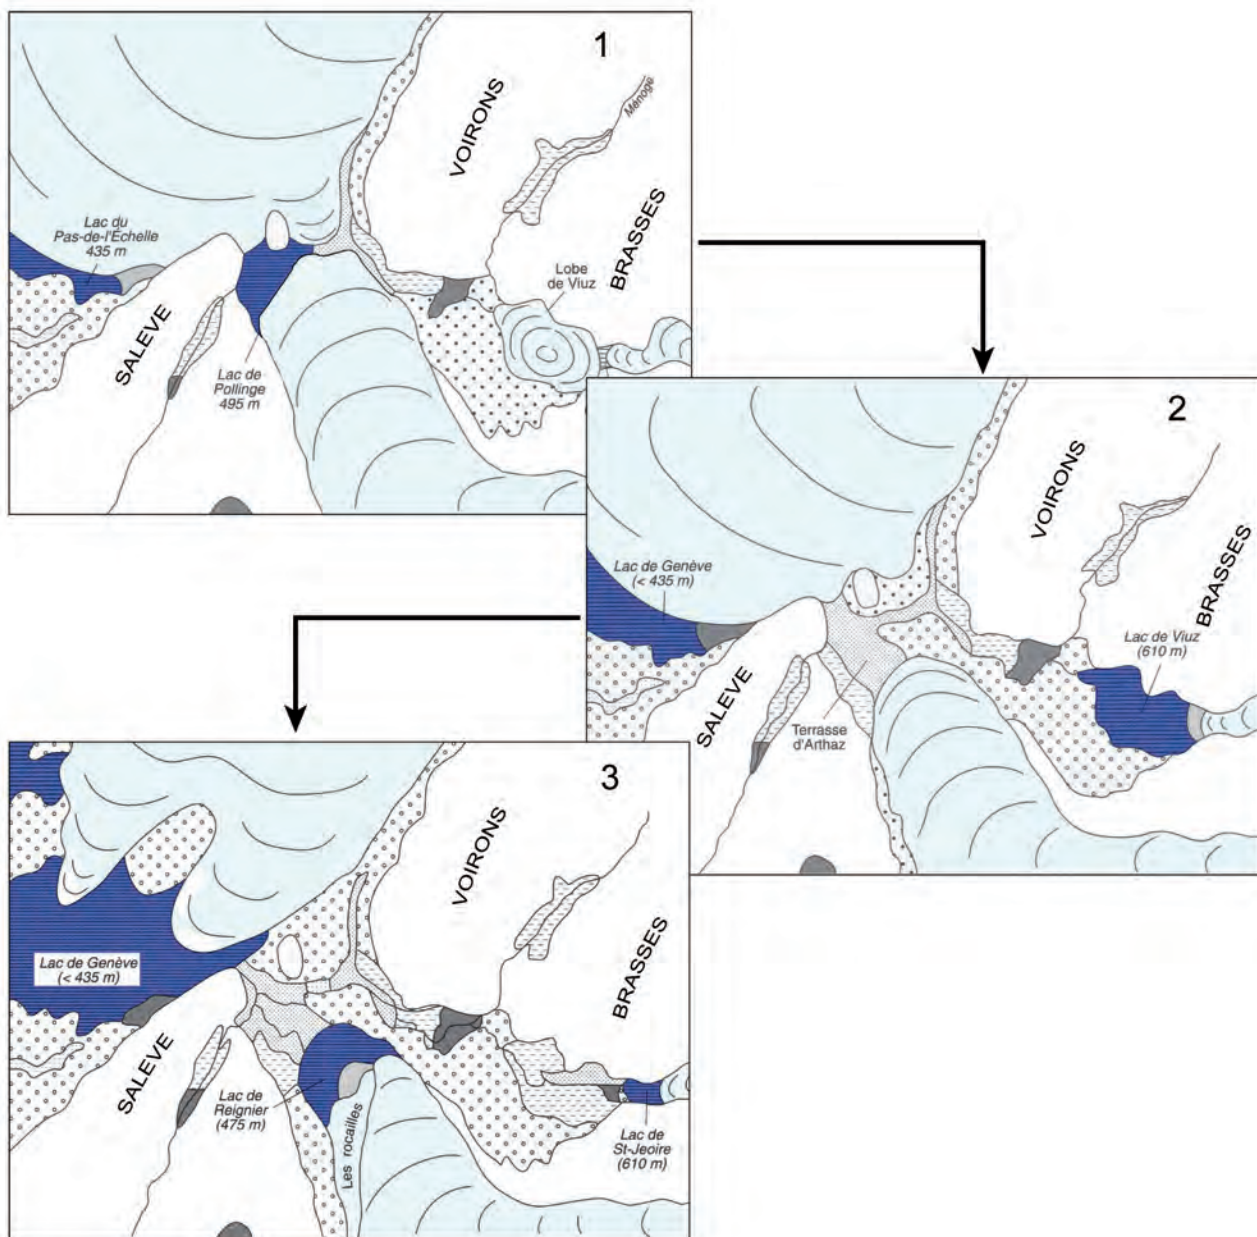 1
VOIRONS
Ménoge
BRASSES
Lac du
Pas-de-l'Échelle
435 m
Lobe
de Viuz
SALEVE
Lac de
Pollinge
495 m
2
VOIRONS
BRASSES
Lac de Genève
(< 435 m)
Lac de Viuz
(610 m)
SALEVE
Terrasse
d'Arthaz
3
VOIRONS
BRASSES
Lac de Genève
(< 435 m)
SALEVE
Lac de
Reignier
(475 m)
Les rocailles
Lac de
St-Jeoire
(610 m)